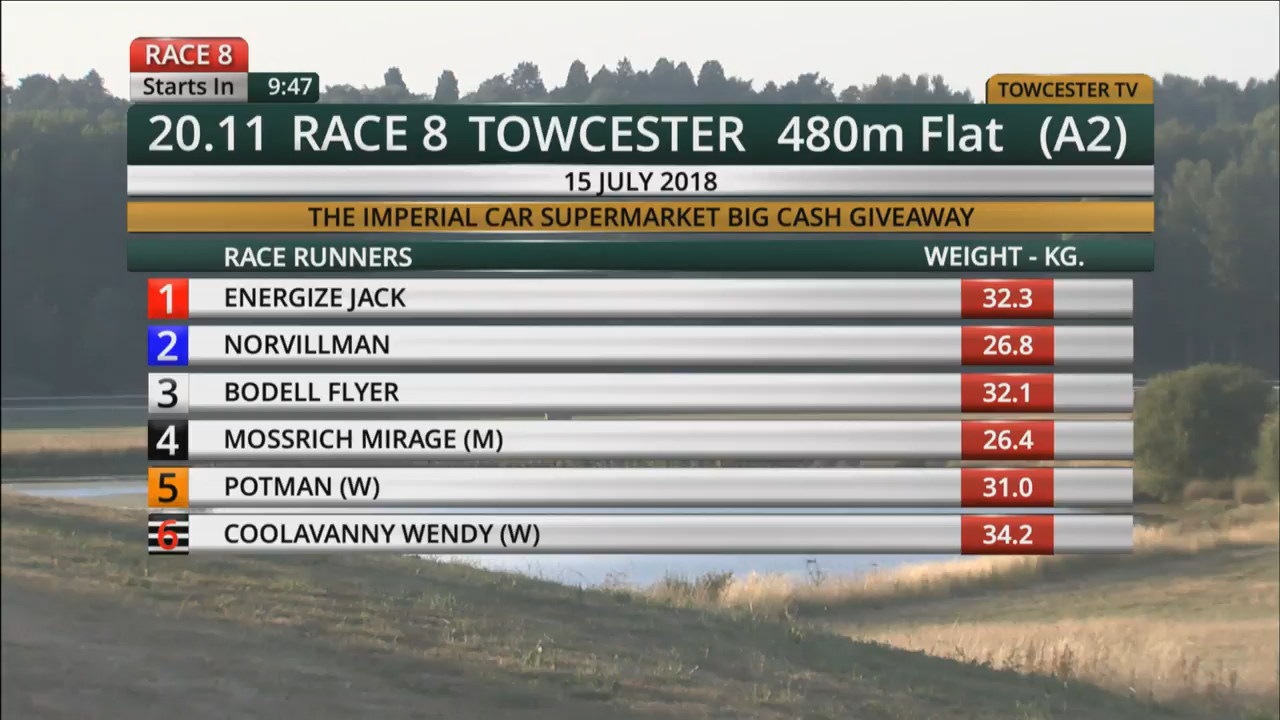 RACE 8
Starts In 9:47
TOWCESTER TV
20.11 RACE 8 TOWCESTER 480m Flat (A2)
15 JULY 2018
THE IMPERIAL CAR SUPERMARKET BIG CASH GIVEAWAY
RACE RUNNERS WEIGHT - KG.
1 ENERGIZE JACK 32.3
2 NORVILLMAN 26.8
3 BODELL FLYER 32.1
4 MOSSRICH MIRAGE (M) 26.4
5 POTMAN (W) 31.0
6 COOLAVANNY WENDY (W) 34.2